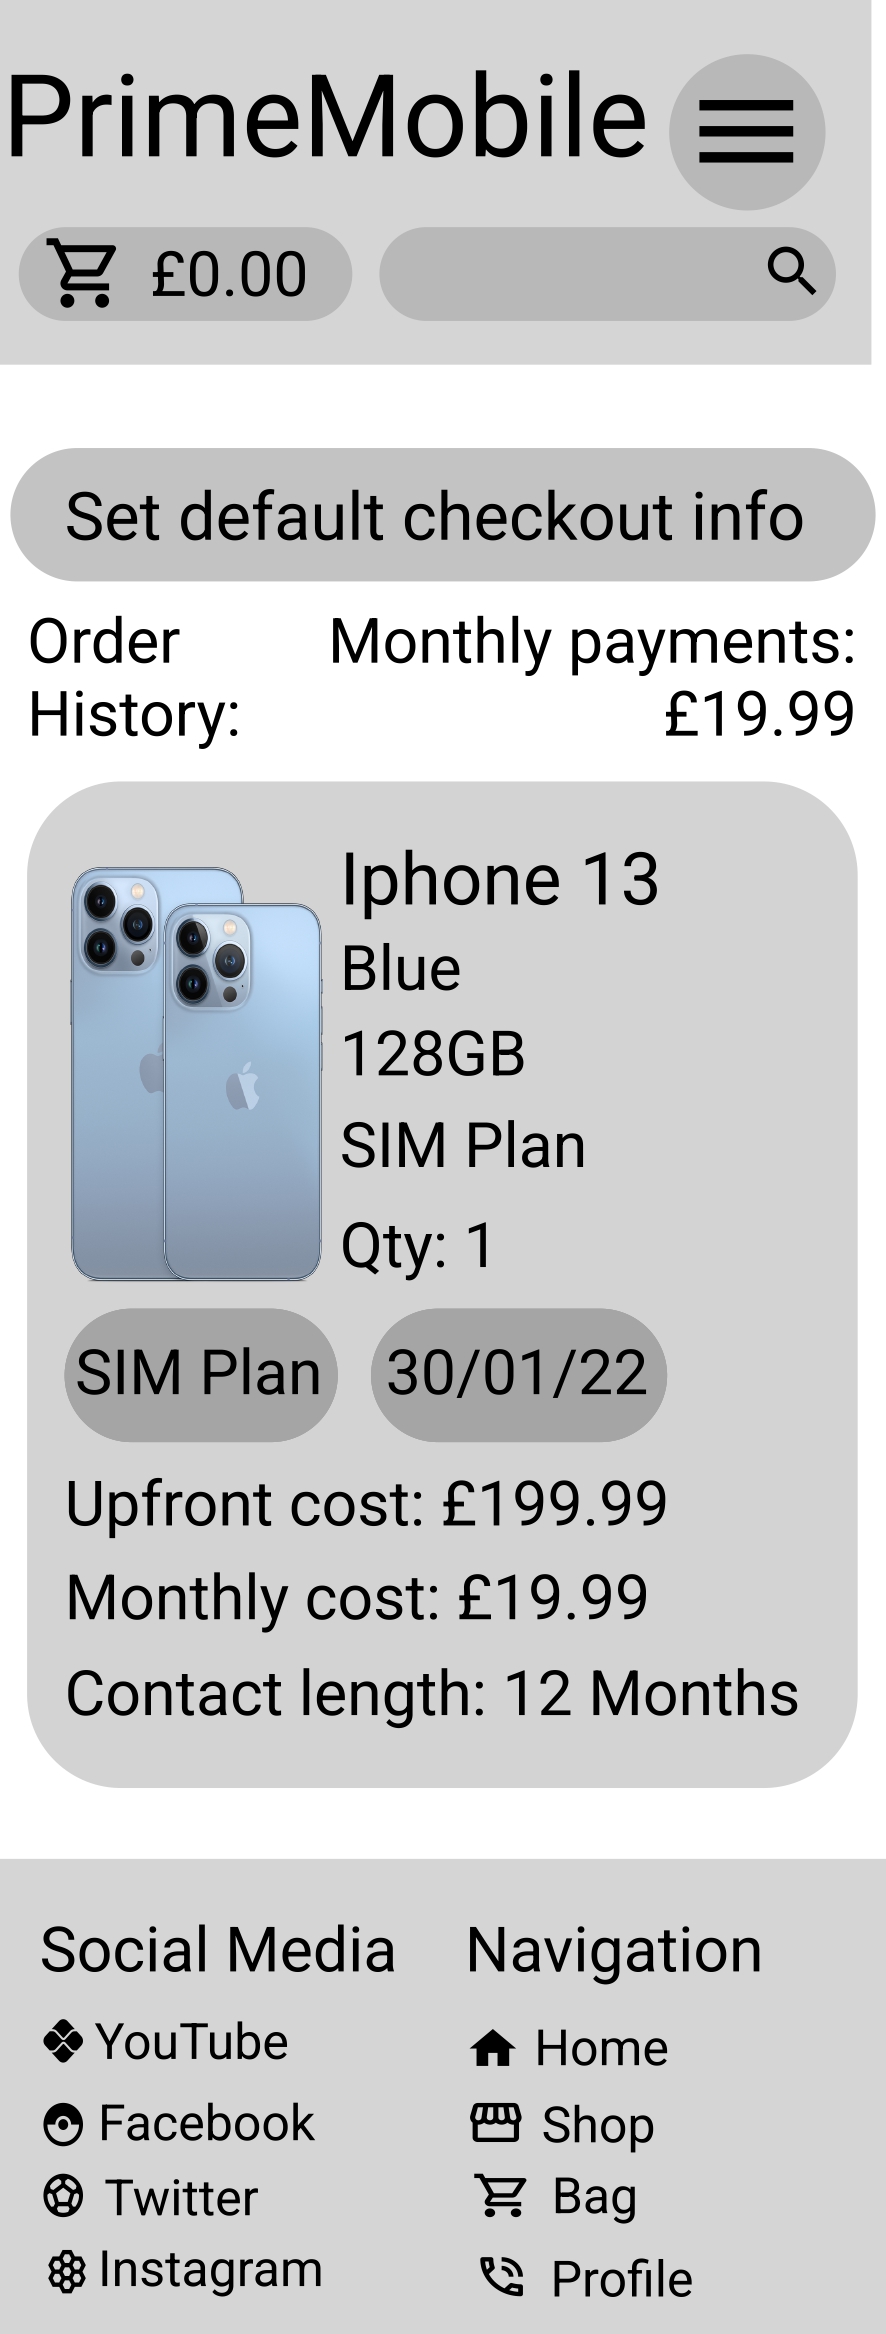 PrimeMobile
£0.00
Set default checkout info
Order History:
Monthly payments: £19.99
Iphone 13
Blue
128GB
SIM Plan
Qty: 1
SIM Plan
30/01/22
Upfront cost: £199.99
Monthly cost: £19.99
Contact length: 12 Months
Social Media
YouTube
Facebook
Twitter
Instagram
Navigation
Home
Shop
Bag
Profile